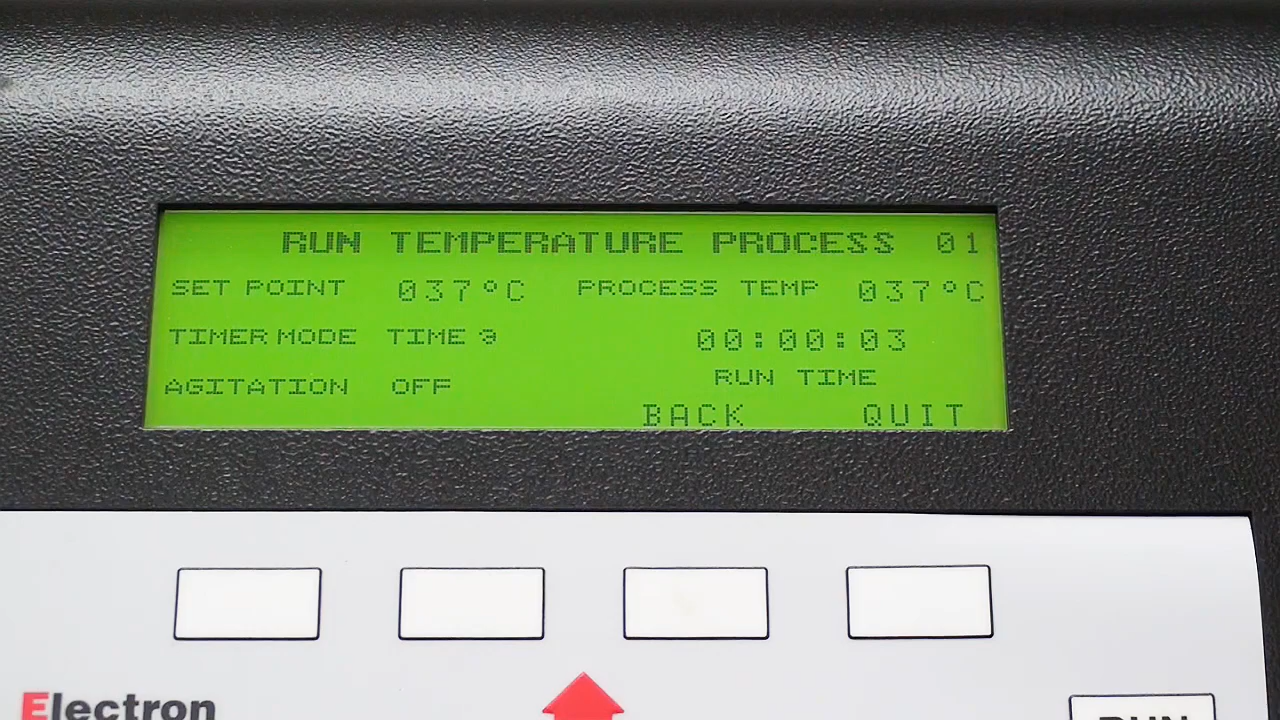 RUN TEMPERATURE PROCESS 01
SET POINT 037°C PROCESS TEMP 037°C
TIMER MODE TIME 00:00:03
AGITATION OFF RUN TIME
BACK QUIT
Electron
RUN